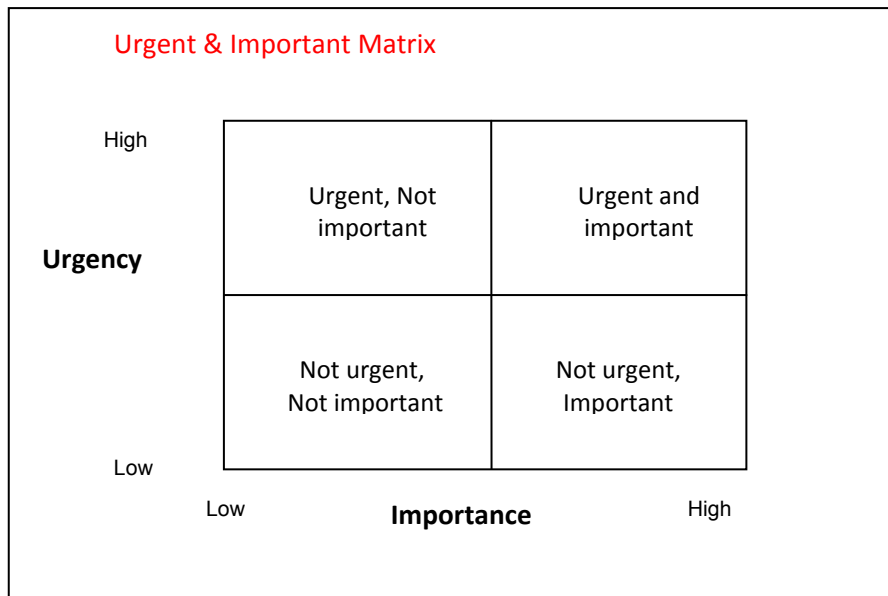 Urgent & Important Matrix
High
Urgent, Not
important
Urgent and
important
Urgency
Not urgent,
Not important
Not urgent,
Important
Low
Low
Importance
High